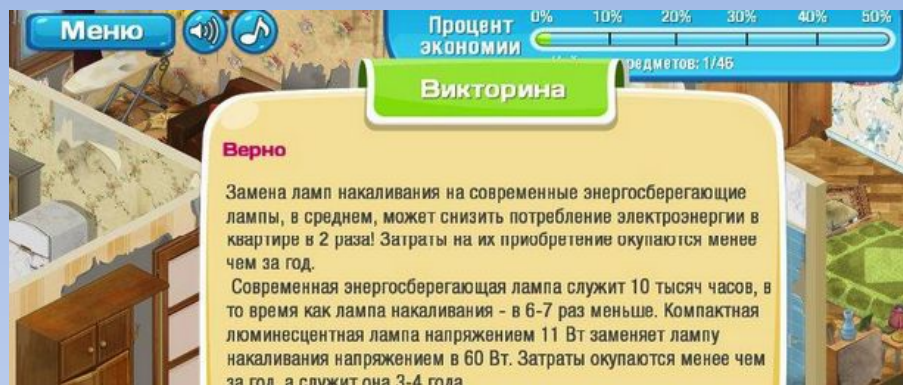 Меню
Процент
экономии
0% 10% 20% 30% 40% 50%
предметов: 1/46
Викторина
Верно
Замена ламп накаливания на современные энергосберегающие
лампы, в среднем, может снизить потребление электроэнергии в
квартире в 2 раза! Затраты на их приобретение окупаются менее
чем за год.
Современная энергосберегающая лампа служит 10 тысяч часов, в
то время как лампа накаливания - в 6-7 раз меньше. Компактная
люминесцентная лампа напряжением 11 Вт заменяет лампу
накаливания напряжением в 60 Вт. Затраты окупаются менее чем
за год, а служит она 3-4 года.